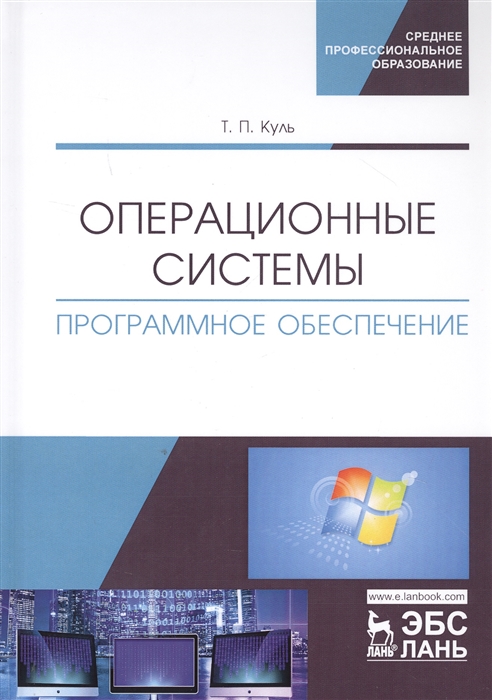 СРЕДНЕЕ
ПРОФЕССИОНАЛЬНОЕ
ОБРАЗОВАНИЕ
Т. П. Куль
ОПЕРАЦИОННЫЕ
СИСТЕМЫ
ПРОГРАММНОЕ ОБЕСПЕЧЕНИЕ
www.e.lanbook.com
ЛАНЬ®
ЭБС
ЛАНЬ